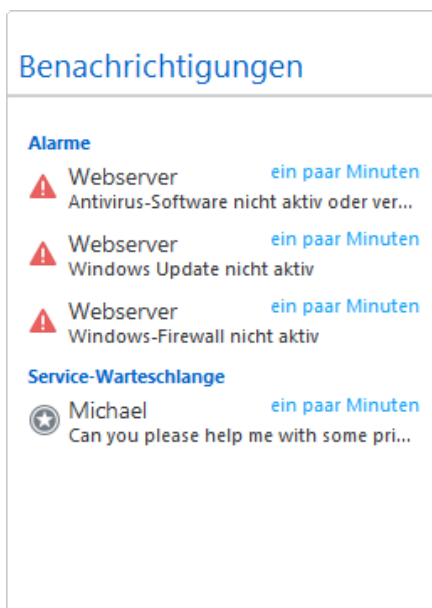 Benachrichtigungen
Alarme
Webserver ein paar Minuten
Antivirus-Software nicht aktiv oder ver...
Webserver ein paar Minuten
Windows Update nicht aktiv
Webserver ein paar Minuten
Windows-Firewall nicht aktiv
Service-Warteschlange
Michael ein paar Minuten
Can you please help me with some pri...